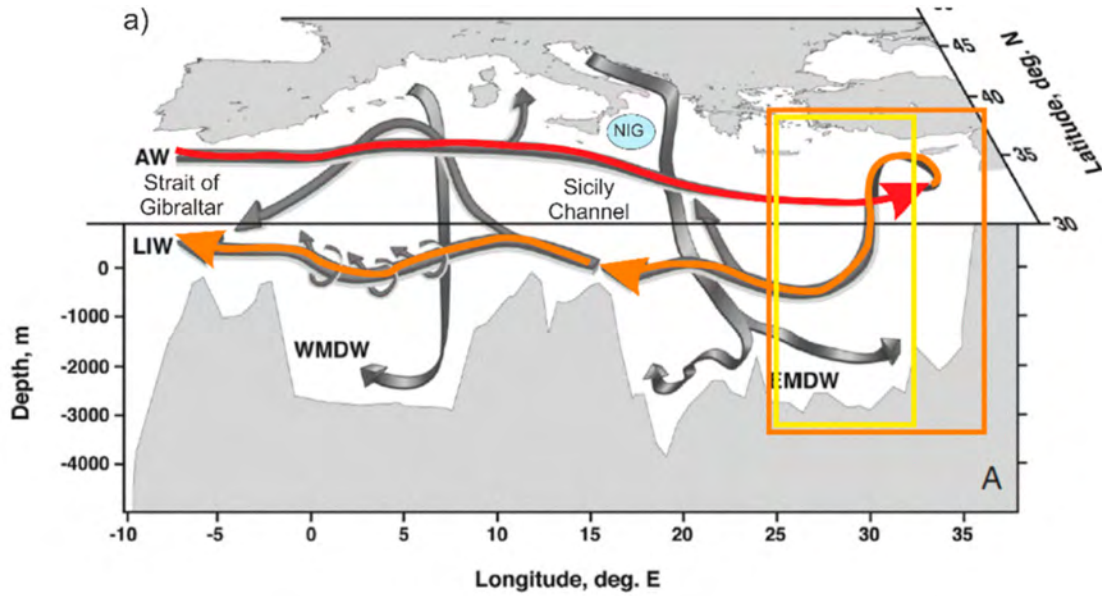 a)
45
40
35
30
Latitude, deg. N
NIG
AW
Strait of
Gibraltar
Sicily
Channel
LIW
0
-1000
-2000
-3000
-4000
Depth, m
WMDW
EMDW
A
-10 -5 0 5 10 15 20 25 30 35
Longitude, deg. E